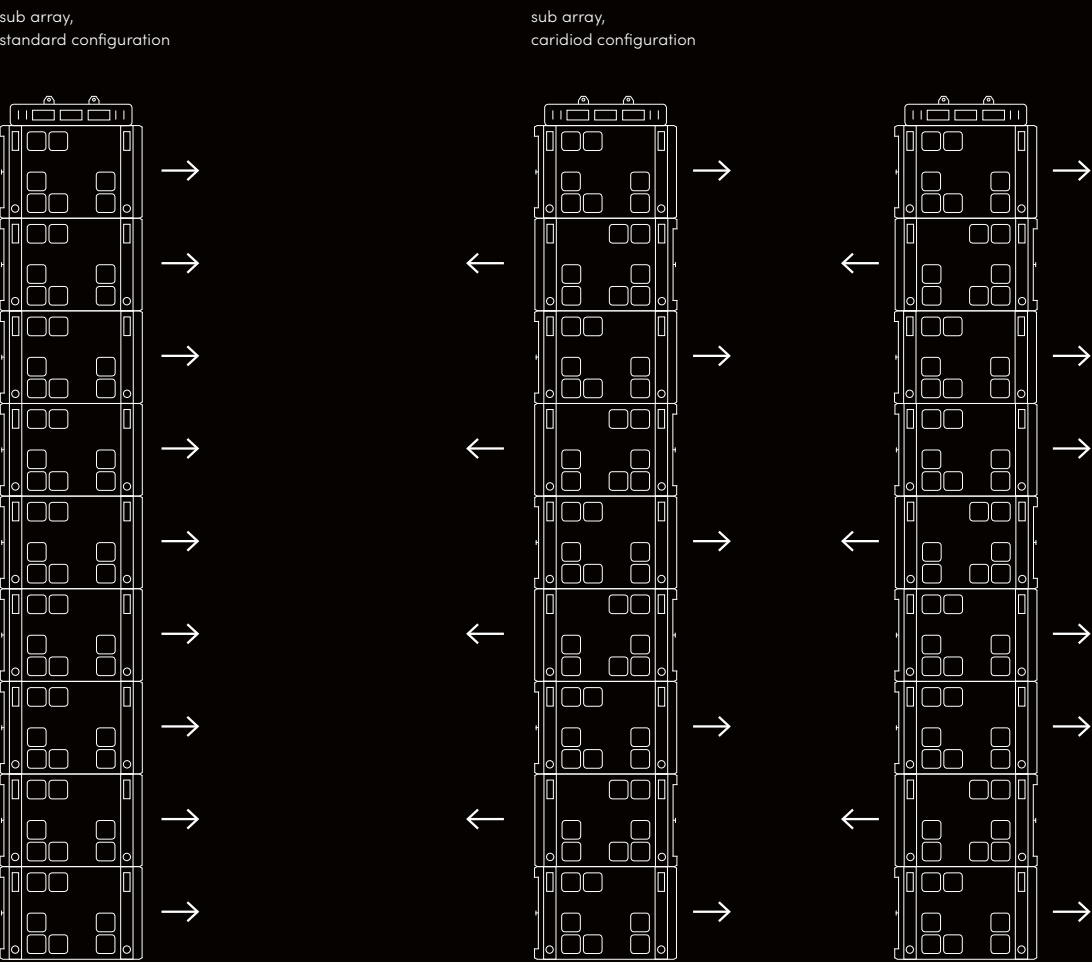 sub array,
standard configuration
sub array,
caridiod configuration